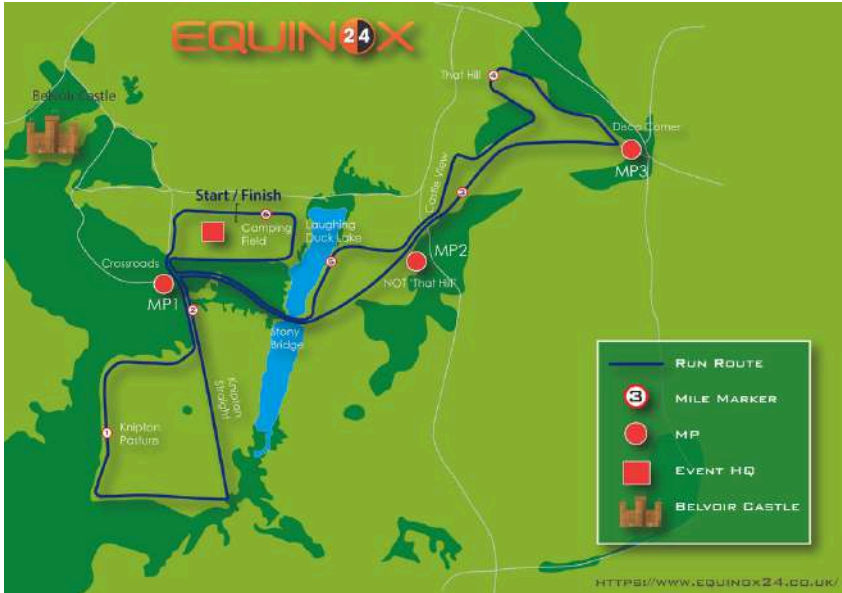 EQUINOX
24
That Hill
4
Belvoir Castle
Disco Corner
MP3
Castle View
3
Start / Finish
6
Camping
Field
Laughing
Duck Lake
5
MP2
NOT 'That Hill'
Crossroads
MP1
2
Stony
Bridge
Knipton
Straight
1
Knipton
Pasture
RUN ROUTE
3
MILE MARKER
MP
EVENT HQ
BELVOIR CASTLE
HTTPS://WWW.EQUINOX24.CO.UK/